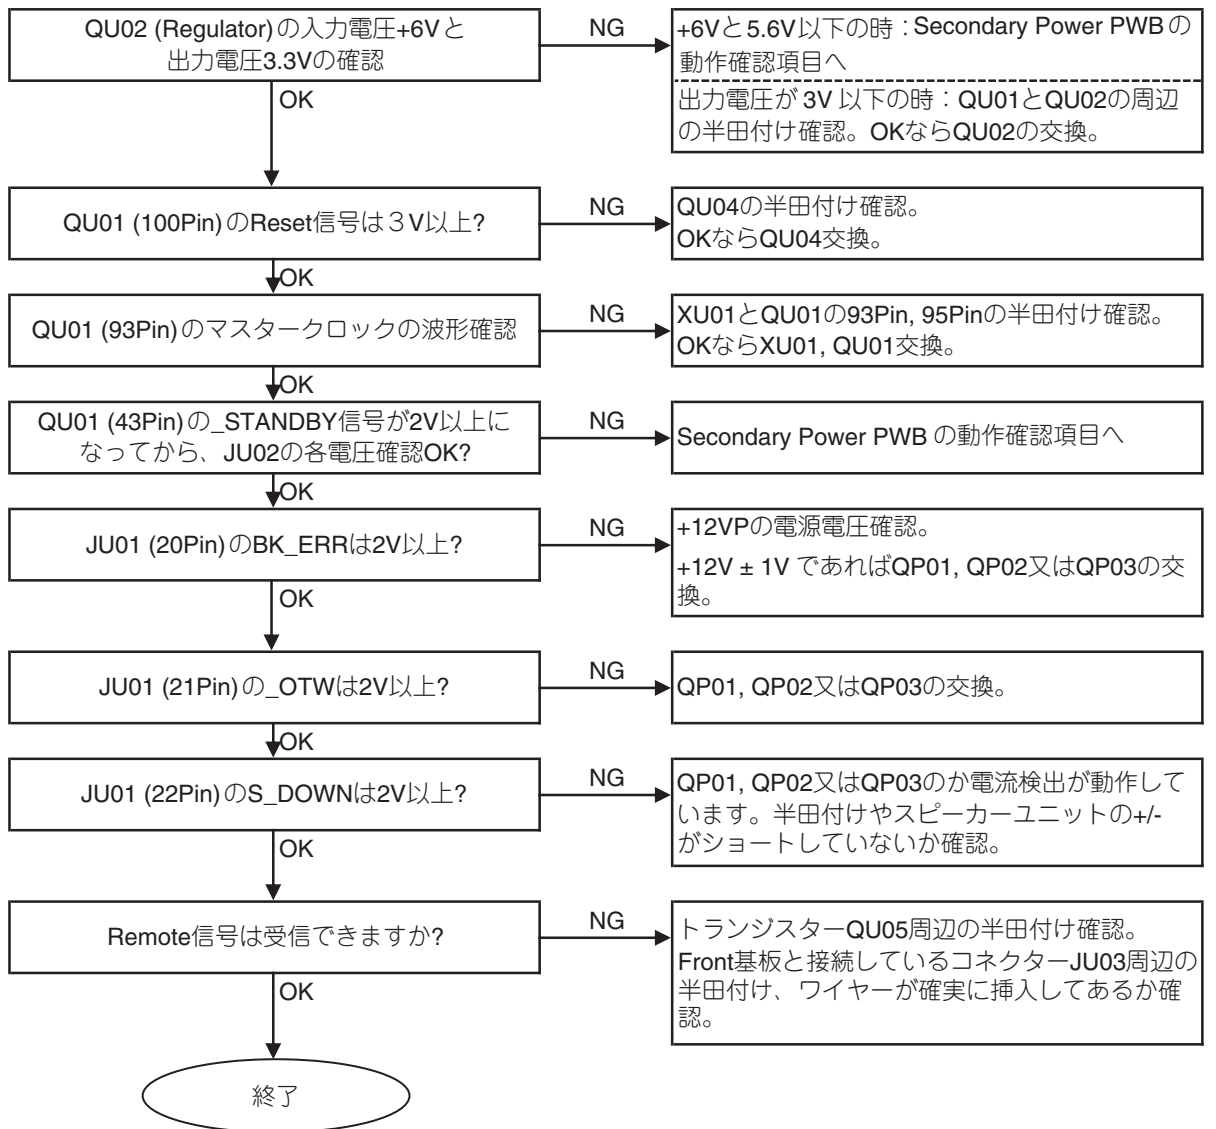 QU02 (Regulator)の入力電圧+6Vと
出力電圧3.3Vの確認
NG
+6Vと5.6V以下の時：Secondary Power PWBの
動作確認項目へ
出力電圧が 3V 以下の時：QU01とQU02の周辺
の半田付け確認。OKならQU02の交換。
OK
QU01 (100Pin)のReset信号は３V以上?
NG
QU04の半田付け確認。
OKならQU04交換。
OK
QU01 (93Pin)のマスタークロックの波形確認
NG
XU01とQU01の93Pin, 95Pinの半田付け確認。
OKならXU01, QU01交換。
OK
QU01 (43Pin)の_STANDBY信号が2V以上に
なってから、JU02の各電圧確認OK?
NG
Secondary Power PWB の動作確認項目へ
OK
JU01 (20Pin)のBK_ERRは2V以上?
NG
+12VPの電源電圧確認。
+12V ± 1V であればQP01, QP02又はQP03の交
換。
OK
JU01 (21Pin)の_OTWは2V以上?
NG
QP01, QP02又はQP03の交換。
OK
JU01 (22Pin)のS_DOWNは2V以上?
NG
QP01, QP02又はQP03のか電流検出が動作して
います。半田付けやスピーカーユニットの+/-
がショートしていないか確認。
OK
Remote信号は受信できますか?
NG
トランジスターQU05周辺の半田付け確認。
Front基板と接続しているコネクターJU03周辺の
半田付け、ワイヤーが確実に挿入してあるか確
認。
OK
終了